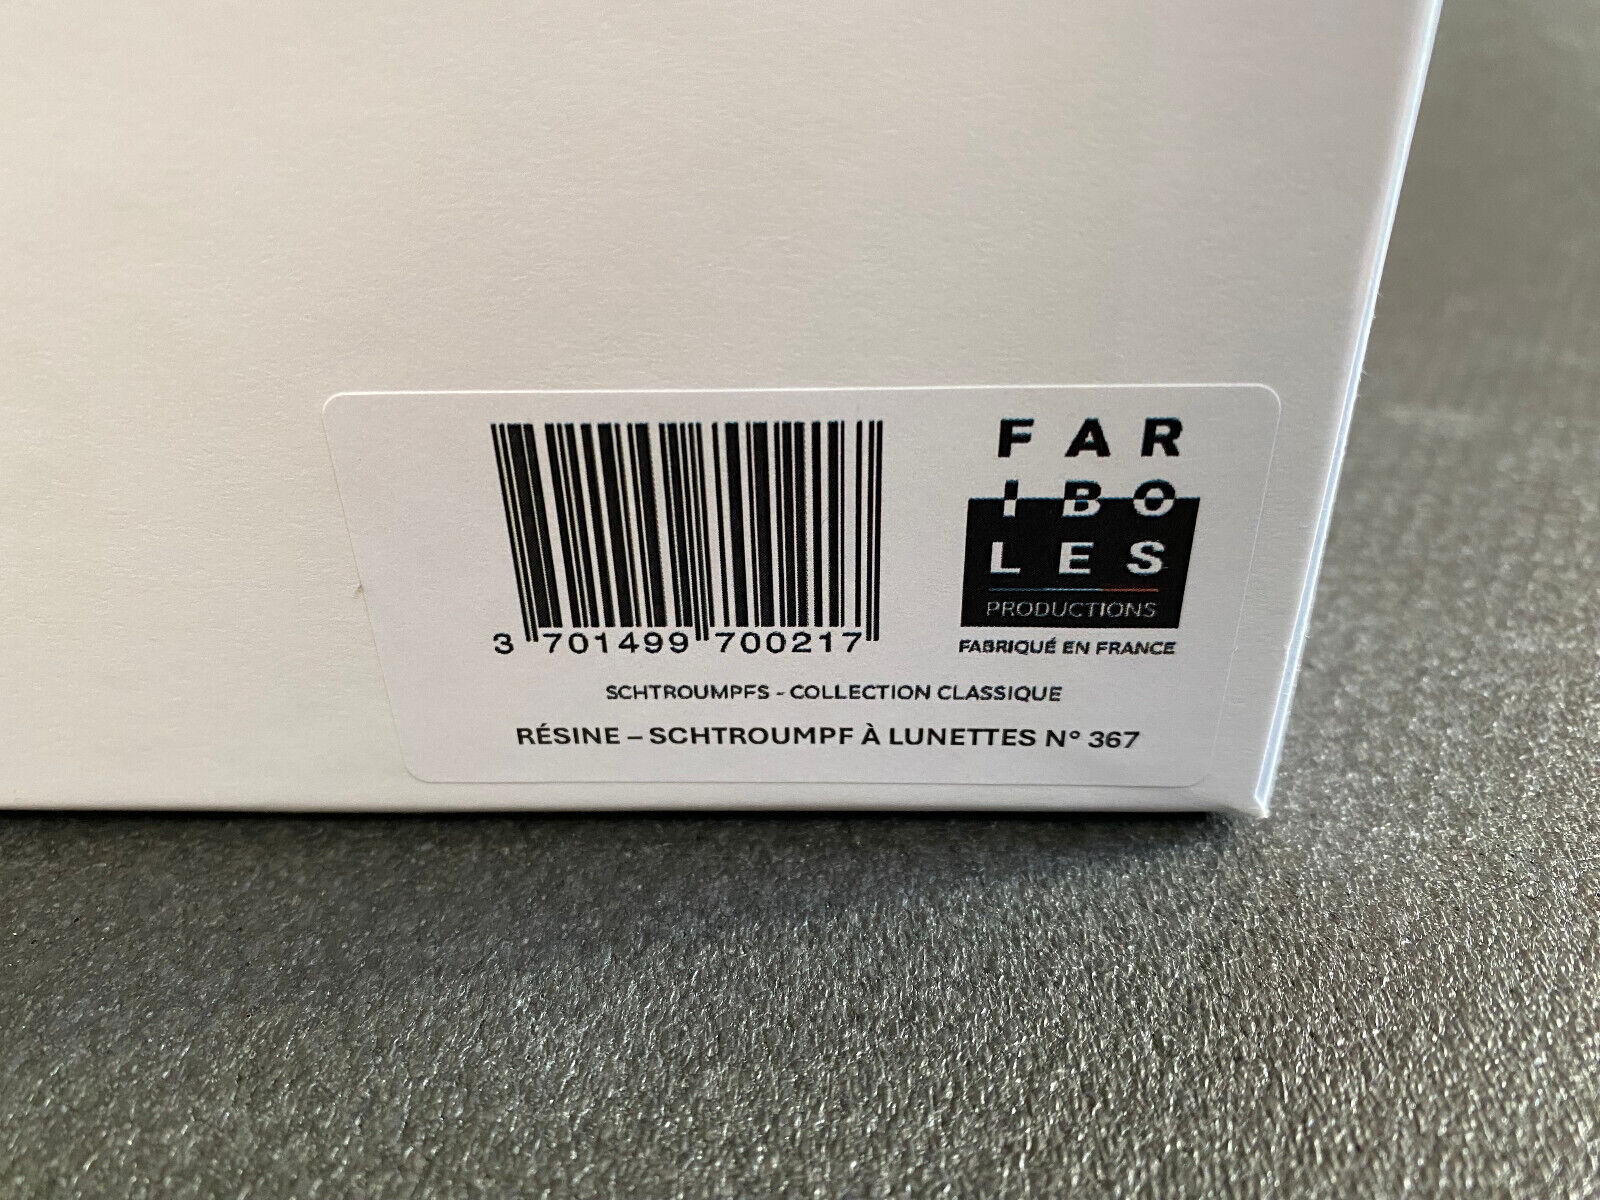 FAR
IBO
LES
PRODUCTIONS
FABRIQUÉ EN FRANCE
3 701499 700217
SCHTROUMPFS - COLLECTION CLASSIQUE
RÉSINE – SCHTROUMPF À LUNETTES N° 367